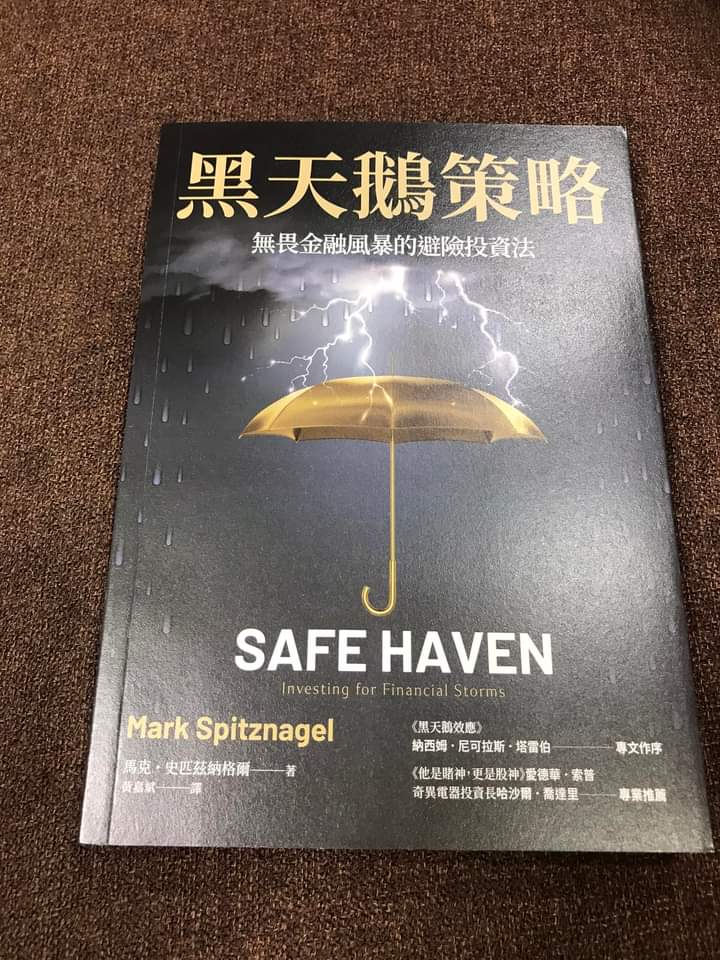 黑天鵝策略
無畏金融風暴的避險投資法
SAFE HAVEN
Investing for Financial Storms
Mark Spitznagel
馬克・史匹茲納格爾——著
黃嘉斌——譯
《黑天鵝效應》
納西姆・尼可拉斯・塔雷伯————專文作序
《他是賭神,更是股神》愛德華・索普
奇異電器投資長哈沙爾・喬達里——專業推薦